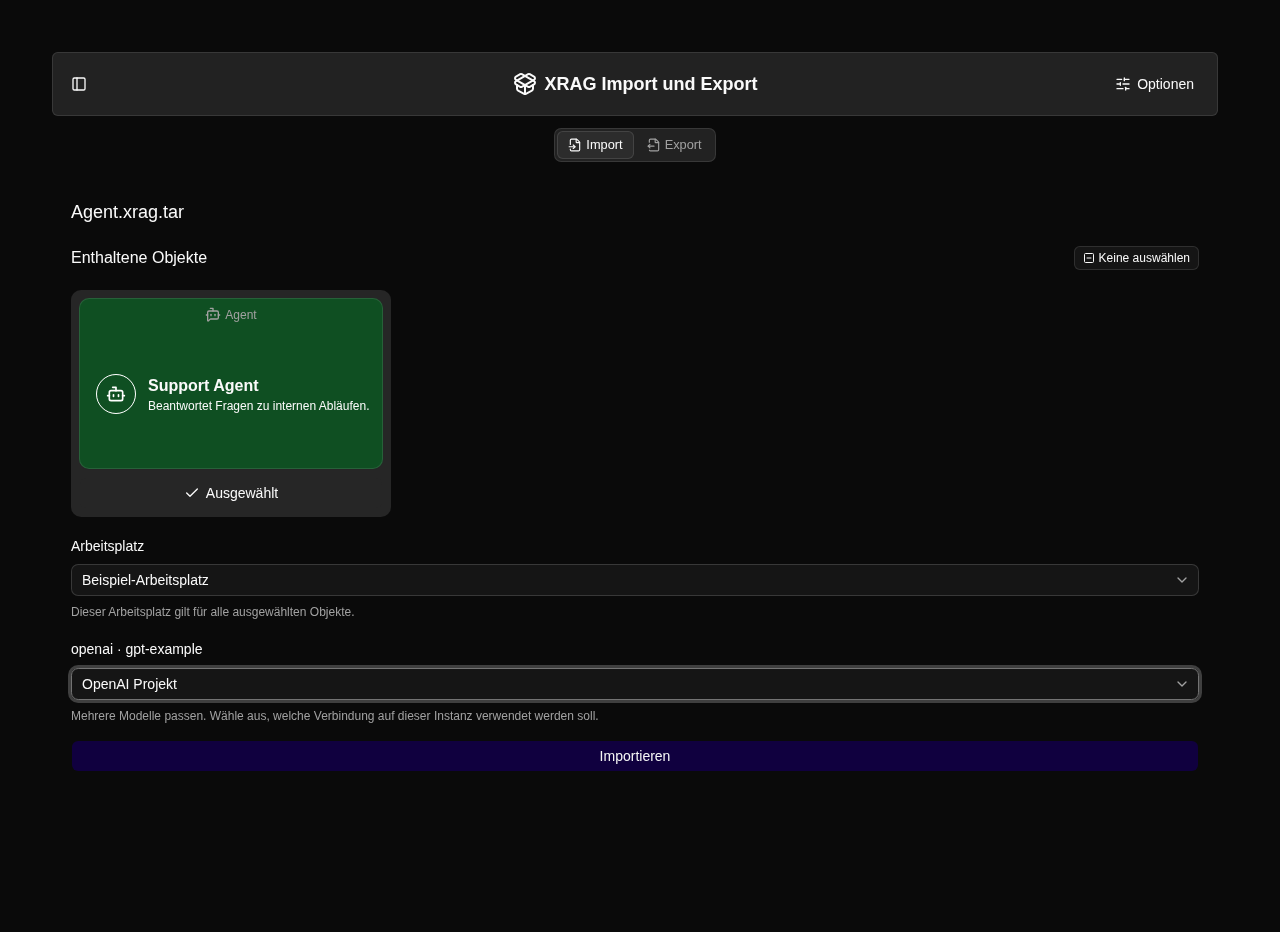 XRAG Import und Export
Optionen
Import
Export
Agent.xrag.tar
Enthaltene Objekte
Keine auswählen
Agent
Support Agent
Beantwortet Fragen zu internen Abläufen.
Ausgewählt
Arbeitsplatz
Beispiel-Arbeitsplatz
Dieser Arbeitsplatz gilt für alle ausgewählten Objekte.
openai · gpt-example
OpenAI Projekt
Mehrere Modelle passen. Wähle aus, welche Verbindung auf dieser Instanz verwendet werden soll.
Importieren